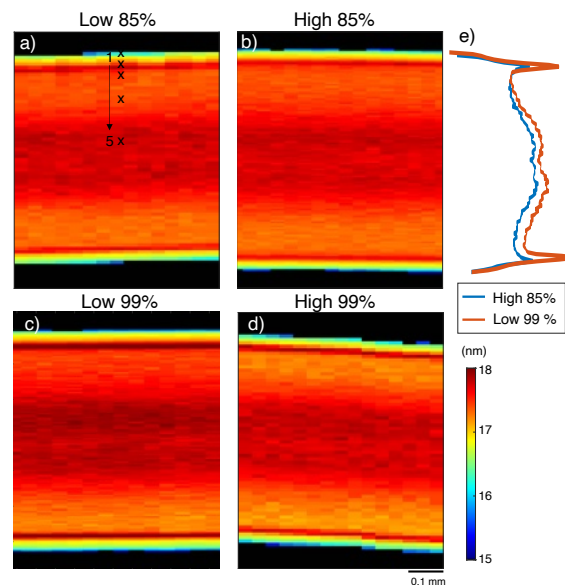 Low 85%
High 85%
e)
a)
1
x
x
x
x
5 x
b)
Low 99%
High 99%
c)
d)
High 85%
Low 99 %
(nm)
18
17
16
15
0.1 mm